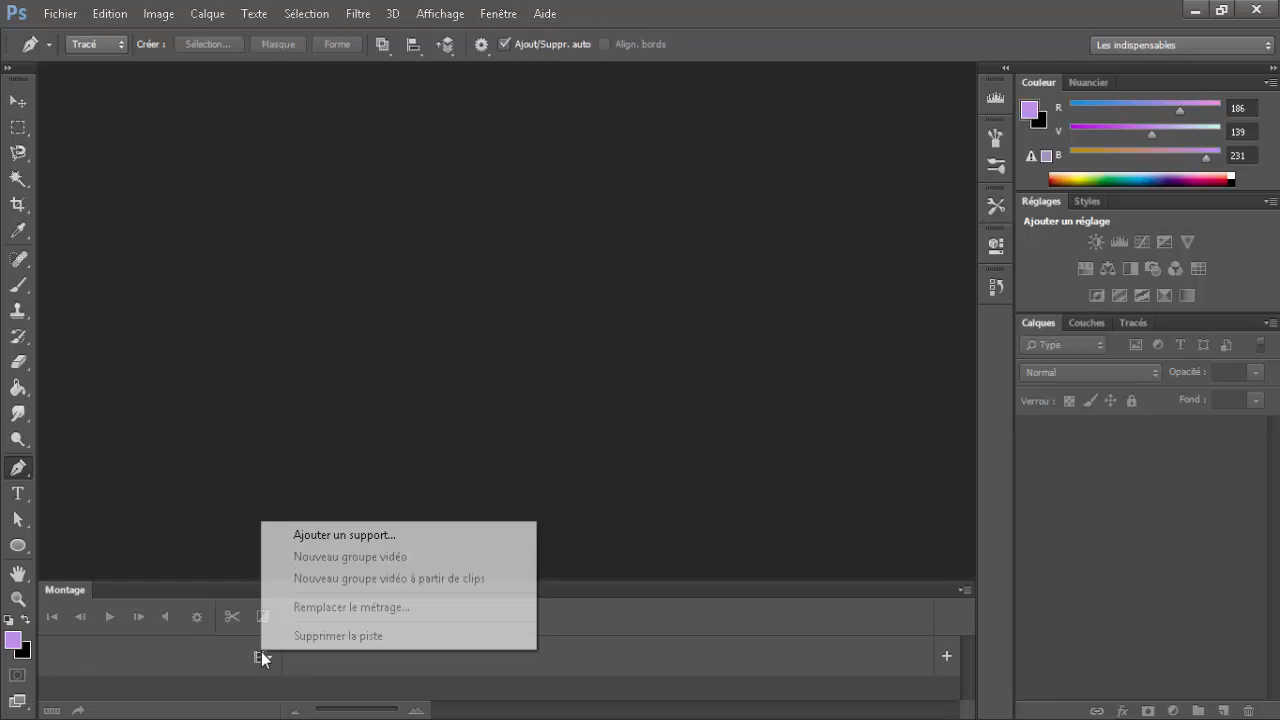 Ps Fichier Edition Image Calque Texte Sélection Filtre 3D Affichage Fenêtre Aide
Tracé Créer : Sélection... Masque Forme Ajout/Suppr. auto Align. bords Les indispensables
Couleur Nuancier
R 186
V 139
B 231
Réglages Styles
Ajouter un réglage
Calques Couches Tracés
Type
Normal Opacité :
Verrou : Fond :
Ajouter un support...
Nouveau groupe vidéo
Nouveau groupe vidéo à partir de clips
Remplacer le métrage...
Supprimer la piste
Montage